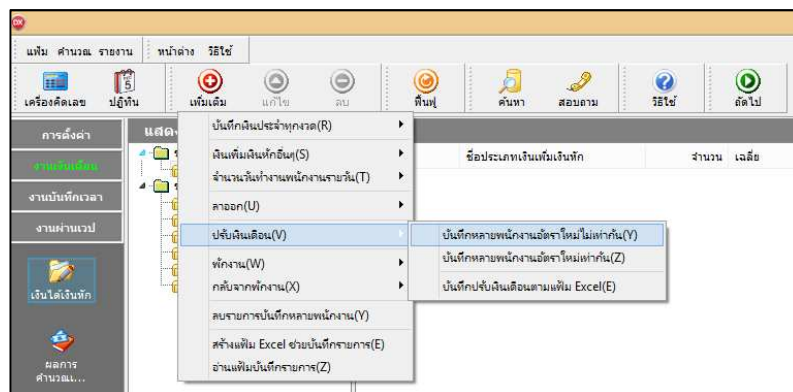 แฟ้ม คำนวณ รายงาน หน้าต่าง วิธีใช้
เครื่องคิดเลข ปฏิทิน เพิ่มเติม แก้ไข ลบ ฟื้นฟู ค้นหา สอบถาม วิธีใช้ ถัดไป
การตั้งค่า
งานเงินเดือน
งานบันทึกเวลา
งานผ่านเวป
เงินได้เงินหัก
ผลการ
คำนวณ...
แสดง
ชื่อประเภทเงินเพิ่มเงินหัก จำนวน เฉลี่ย
บันทึกเงินประจำทุกงวด(R)
เงินเพิ่มเงินหักอื่นๆ(S)
จำนวนวันทำงานพนักงานรายวัน(T)
ลาออก(U)
ปรับเงินเดือน(V)
พักงาน(W)
กลับจากพักงาน(X)
ลบรายการบันทึกหลายพนักงาน(Y)
สร้างแฟ้ม Excel ช่วยบันทึกรายการ(E)
อ่านแฟ้มบันทึกรายการ(Z)
บันทึกหลายพนักงานอัตราใหม่ไม่เท่ากัน(Y)
บันทึกหลายพนักงานอัตราใหม่เท่ากัน(Z)
บันทึกปรับเงินเดือนตามแฟ้ม Excel(E)